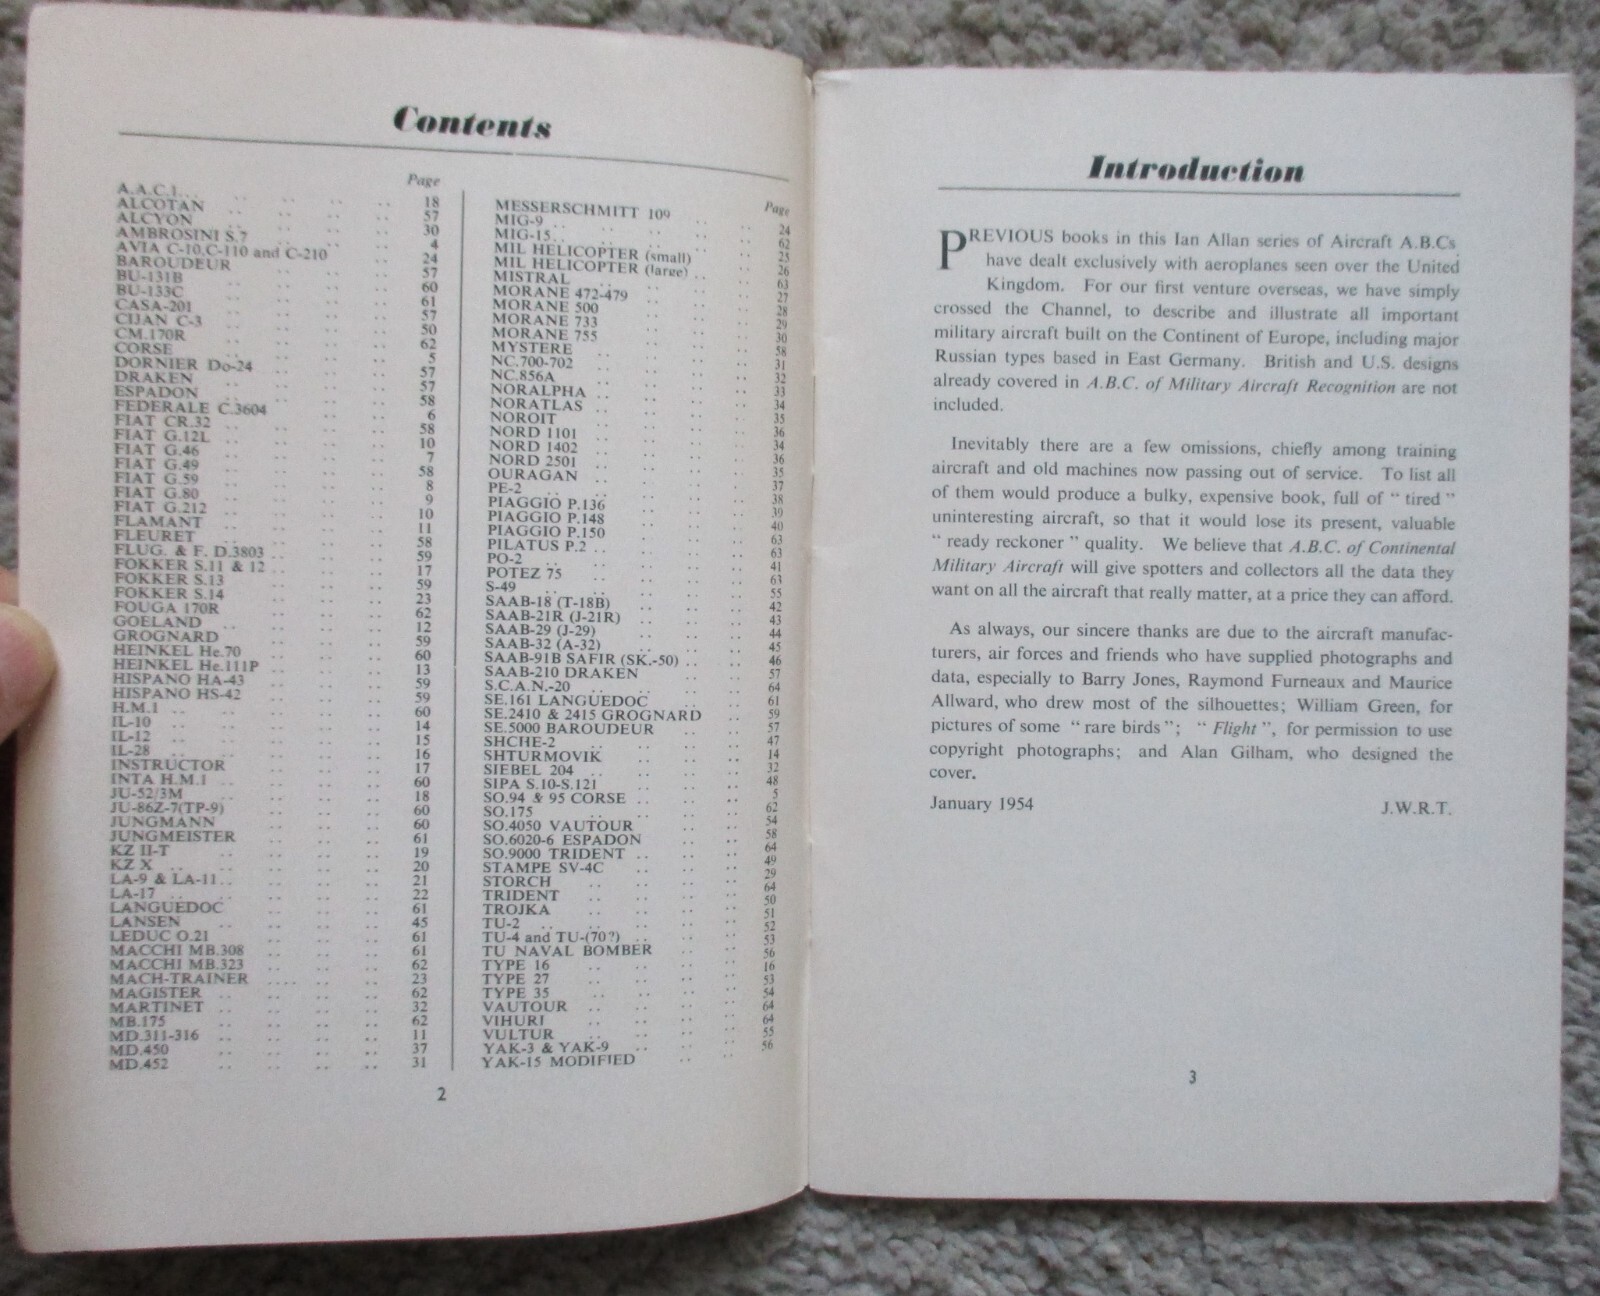 Contents
Page
A.A.C.1 .. .. .. .. 18
ALCOTAN .. .. .. .. 57
ALCYON .. .. .. .. 30
AMBROSINI S.7 .. .. .. 4
AVIA C-10, C-110 and C-210 .. 24
BAROUDEUR .. .. .. 57
BU-131B .. .. .. .. 60
BU-133C .. .. .. .. 61
CASA-201 .. .. .. .. 57
CIJAN C-3 .. .. .. .. 50
CM.170R .. .. .. .. 62
CORSE .. .. .. .. 5
DORNIER Do-24 .. .. .. 57
DRAKEN .. .. .. .. 57
ESPADON .. .. .. .. 58
FEDERALE C.3604 .. .. .. 6
FIAT CR.32 .. .. .. .. 58
FIAT G.12L .. .. .. .. 10
FIAT G.46 .. .. .. .. 7
FIAT G.49 .. .. .. .. 58
FIAT G.59 .. .. .. .. 8
FIAT G.80 .. .. .. .. 9
FIAT G.212 .. .. .. .. 10
FLAMANT .. .. .. .. 11
FLEURET .. .. .. .. 58
FLUG. & F. D.3803 .. .. .. 59
FOKKER S.11 & 12 .. .. .. 17
FOKKER S.13 .. .. .. 59
FOKKER S.14 .. .. .. 23
FOUGA 170R .. .. .. 62
GOELAND .. .. .. .. 12
GROGNARD .. .. .. .. 59
HEINKEL He.70 .. .. .. 60
HEINKEL He.111P .. .. .. 13
HISPANO HA-43 .. .. .. 59
HISPANO HS-42 .. .. .. 59
H.M.1 .. .. .. .. 60
IL-10 .. .. .. .. 14
IL-12 .. .. .. .. 15
IL-28 .. .. .. .. 16
INSTRUCTOR .. .. .. 17
INTA H.M.1 .. .. .. .. 60
JU-52/3M .. .. .. .. 18
JU-86Z-7(TP-9) .. .. .. 60
JUNGMANN .. .. .. .. 60
JUNGMEISTER .. .. .. 61
KZ II-T .. .. .. .. 19
KZ X .. .. .. .. 20
LA-9 & LA-11 .. .. .. .. 21
LA-17 .. .. .. .. 22
LANGUEDOC .. .. .. 61
LANSEN .. .. .. .. 45
LEDUC O.21 .. .. .. .. 61
MACCHI MB.308 .. .. .. 61
MACCHI MB.323 .. .. .. 62
MACH-TRAINER .... .. .. 23
MAGISTER .. .. .. .. 62
MARTINET .. .. .. .. 32
MB.175 .. .. .. .. 62
MD.311-316 .. .. .. .. 11
MD.450 .. .. .. .. 37
MD.452 .. .. .. .. 31
Page
MESSERSCHMITT 109 .. .. 24
MIG-9 .. .. .. .. 62
MIG-15 .. .. .. .. 25
MIL HELICOPTER (small) .. .. 26
MIL HELICOPTER (large) .. .. 63
MISTRAL .. .. .. .. 27
MORANE 472-479 .. .. .. 28
MORANE 500 .. .. .. 29
MORANE 733 .. .. .. 30
MORANE 755 .. .. .. 58
MYSTERE .. .. .. .. 31
NC.700-702 .. .. .. .. 32
NC.856A .. .. .. .. 33
NORALPHA .. .. .. .. 34
NORATLAS .. .. .. .. 35
NOROIT .. .. .. .. 36
NORD 1101 .. .. .. .. 34
NORD 1402 .. .. .. .. 36
NORD 2501 .. .. .. .. 35
OURAGAN .. .. .. .. 37
PE-2 .. .. .. .. 38
PIAGGIO P.136 .. .. .. 39
PIAGGIO P.148 .. .. .. 40
PIAGGIO P.150 .. .. .. 63
PILATUS P.2 .. .. .. .. 63
PO-2 .. .. .. .. 41
POTEZ 75 .. .. .. .. 63
S-49 .. .. .. .. 55
SAAB-18 (T-18B) .. .. .. 42
SAAB-21R (J-21R) .. .. .. 43
SAAB-29 (J-29) .. .. .. 44
SAAB-32 (A-32) .. .. .. 45
SAAB-91B SAFIR (SK.-50) .. .. 46
SAAB-210 DRAKEN .. .. 57
S.C.A.N.-20 .. .. .. .. 64
SE.161 LANGUEDOC .. .. 61
SE.2410 & 2415 GROGNARD .. 59
SE.5000 BAROUDEUR .. .. 57
SHCHE-2 .. .. .. .. 47
SHTURMOVIK .. .. .. 14
SIEBEL 204 .. .. .. .. 32
SIPA S.10-S.121 .. .. .. 48
SO.94 & 95 CORSE .. .. .. 5
SO.175 .. .. .. .. 62
SO.4050 VAUTOUR .. .. .. 54
SO.6020-6 ESPADON .. .. 58
SO.9000 TRIDENT .. .. .. 64
STAMPE SV-4C .. .. .. 49
STORCH .. .. .. .. 29
TRIDENT .. .. .. .. 64
TROJKA .. .. .. .. 50
TU-2 .. .. .. .. 51
TU-4 and TU-(70?) .. .. .. 52
TU NAVAL BOMBER .. .. 53
TYPE 16 .. .. .. .. 56
TYPE 27 .. .. .. .. 16
TYPE 35 .. .. .. .. 53
VAUTOUR .. .. .. .. 54
VIHURI .. .. .. .. 64
VULTUR .. .. .. .. 64
YAK-3 & YAK-9 .. .. .. 55
YAK-15 MODIFIED .. .. 56
2
Introduction
PREVIOUS books in this Ian Allan series of Aircraft A.B.Cs
have dealt exclusively with aeroplanes seen over the United
Kingdom. For our first venture overseas, we have simply
crossed the Channel, to describe and illustrate all important
military aircraft built on the Continent of Europe, including major
Russian types based in East Germany. British and U.S. designs
already covered in A.B.C. of Military Aircraft Recognition are not
included.
Inevitably there are a few omissions, chiefly among training
aircraft and old machines now passing out of service. To list all
of them would produce a bulky, expensive book, full of “ tired ”
uninteresting aircraft, so that it would lose its present, valuable
“ ready reckoner ” quality. We believe that A.B.C. of Continental
Military Aircraft will give spotters and collectors all the data they
want on all the aircraft that really matter, at a price they can afford.
As always, our sincere thanks are due to the aircraft manufac-
turers, air forces and friends who have supplied photographs and
data, especially to Barry Jones, Raymond Furneaux and Maurice
Allward, who drew most of the silhouettes; William Green, for
pictures of some “ rare birds ”; “ Flight ”, for permission to use
copyright photographs; and Alan Gilham, who designed the
cover.
January 1954 J.W.R.T.
3